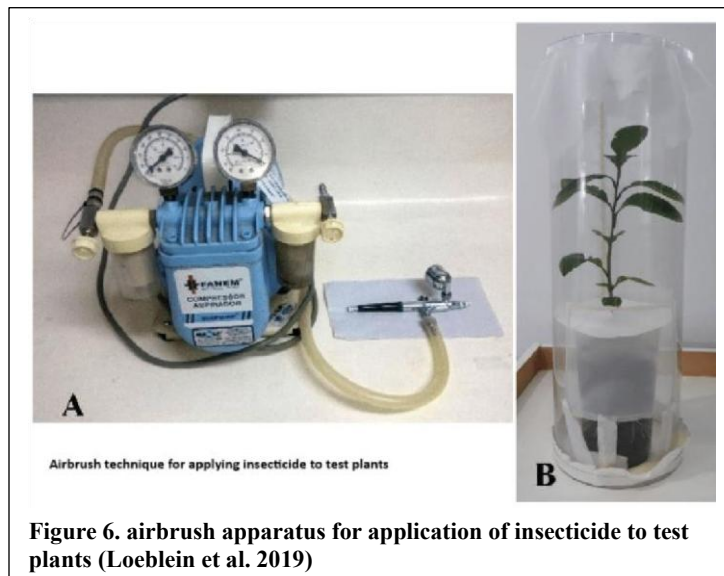 FANEM
COMPRESSOR
ASPIRADOR
A
B
Airbrush technique for applying insecticide to test plants
Figure 6. airbrush apparatus for application of insecticide to test
plants (Loeblein et al. 2019)